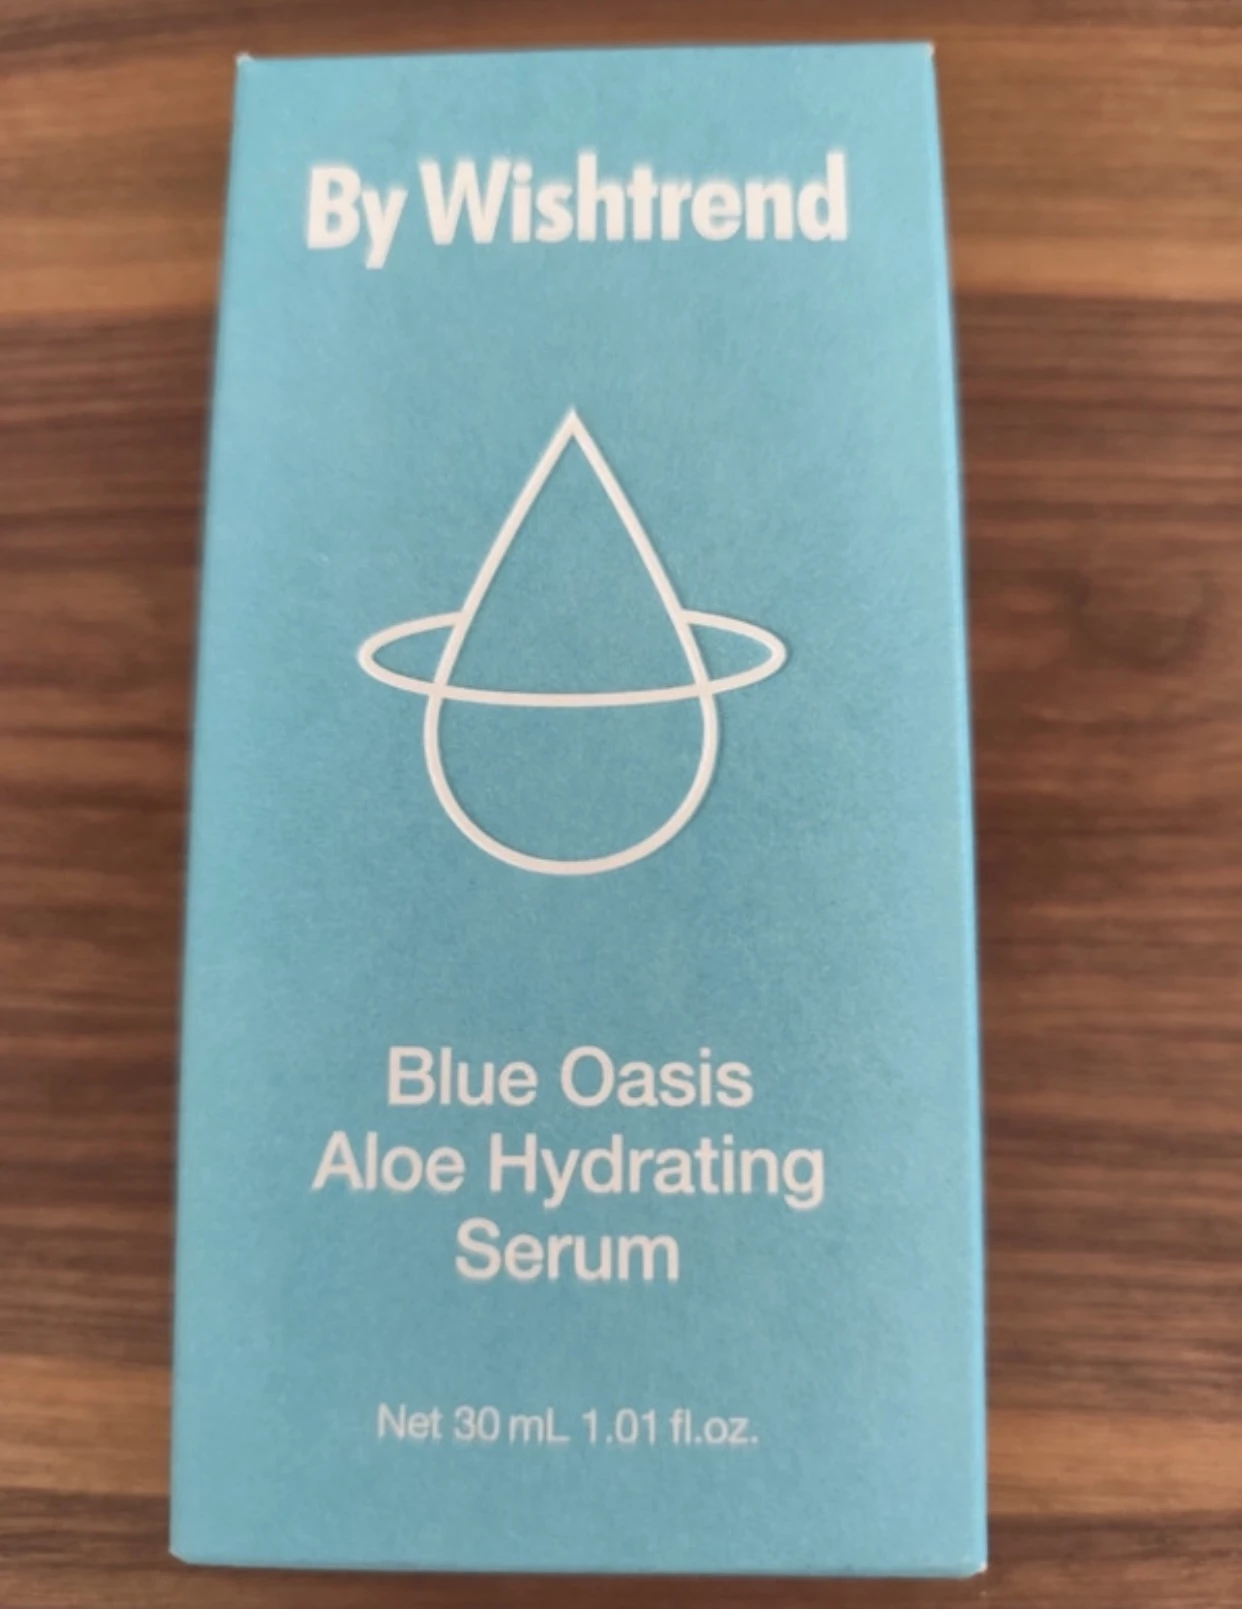 By Wishtrend
Blue Oasis
Aloe Hydrating
Serum
Net 30 mL 1.01 fl.oz.